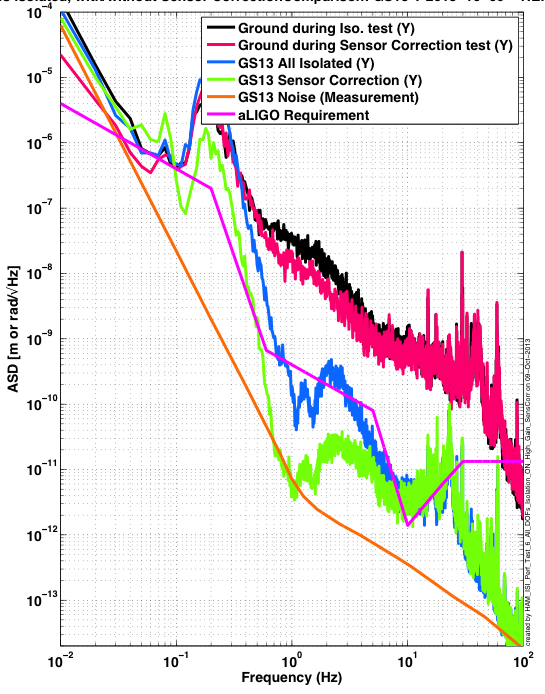 Ground during Iso. test (Y)
Ground during Sensor Correction test (Y)
GS13 All Isolated (Y)
GS13 Sensor Correction (Y)
GS13 Noise (Measurement)
aLIGO Requirement
ASD [m or rad/√Hz]
10⁻⁴
10⁻⁵
10⁻⁶
10⁻⁷
10⁻⁸
10⁻⁹
10⁻¹⁰
10⁻¹¹
10⁻¹²
10⁻¹³
10⁻²
10⁻¹
10⁰
10¹
10²
Frequency (Hz)
created by HAM_ISI_Perf_Test_6_All_DOFs_Isolation_ON_High_Gain_SensCorr on 09−Oct−2013